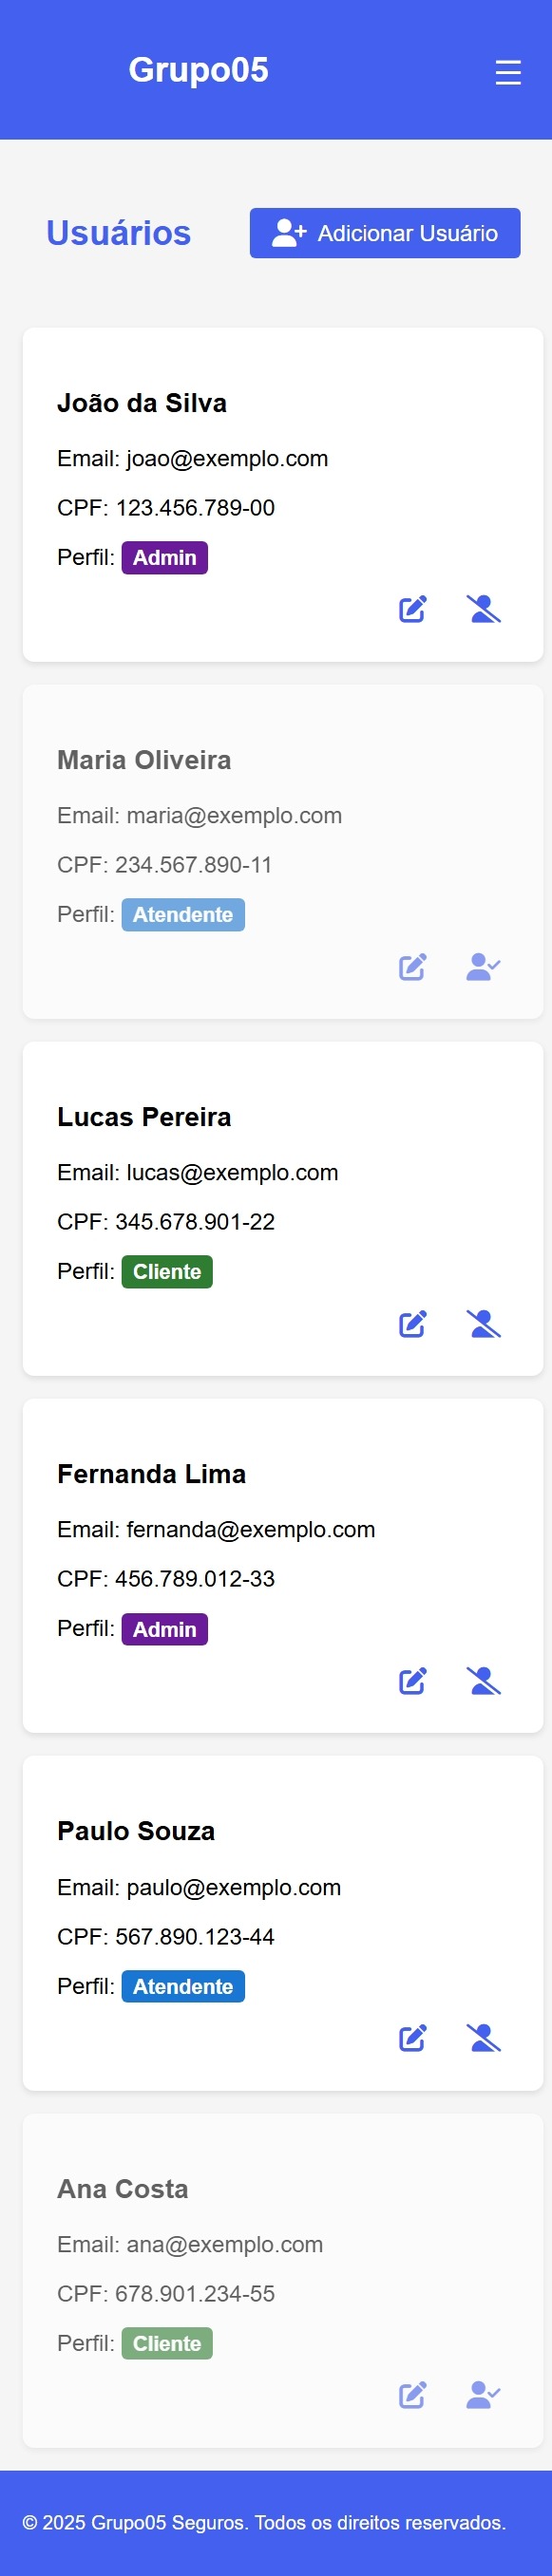 Grupo05
Usuários
Adicionar Usuário
João da Silva
Email: joao@exemplo.com
CPF: 123.456.789-00
Perfil: Admin
Maria Oliveira
Email: maria@exemplo.com
CPF: 234.567.890-11
Perfil: Atendente
Lucas Pereira
Email: lucas@exemplo.com
CPF: 345.678.901-22
Perfil: Cliente
Fernanda Lima
Email: fernanda@exemplo.com
CPF: 456.789.012-33
Perfil: Admin
Paulo Souza
Email: paulo@exemplo.com
CPF: 567.890.123-44
Perfil: Atendente
Ana Costa
Email: ana@exemplo.com
CPF: 678.901.234-55
Perfil: Cliente
© 2025 Grupo05 Seguros. Todos os direitos reservados.